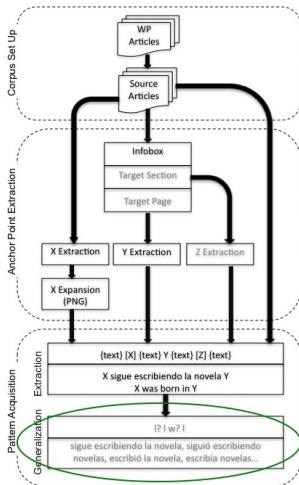 Corpus Set Up
WP
Articles
Source
Articles
Anchor Point Extraction
Infobox
Target Section
Target Page
X Extraction
Y Extraction
Z Extraction
X Expansion
(PNG)
Pattern Acquisition
Extraction
{text} [X] {text} Y {text} [Z] {text}
X sigue escribiendo la novela Y
X was born in Y
Generalization
l? l w? l
sigue escribiendo la novela, siguió escribiendo
novelas, escribió la novela, escribía novelas...